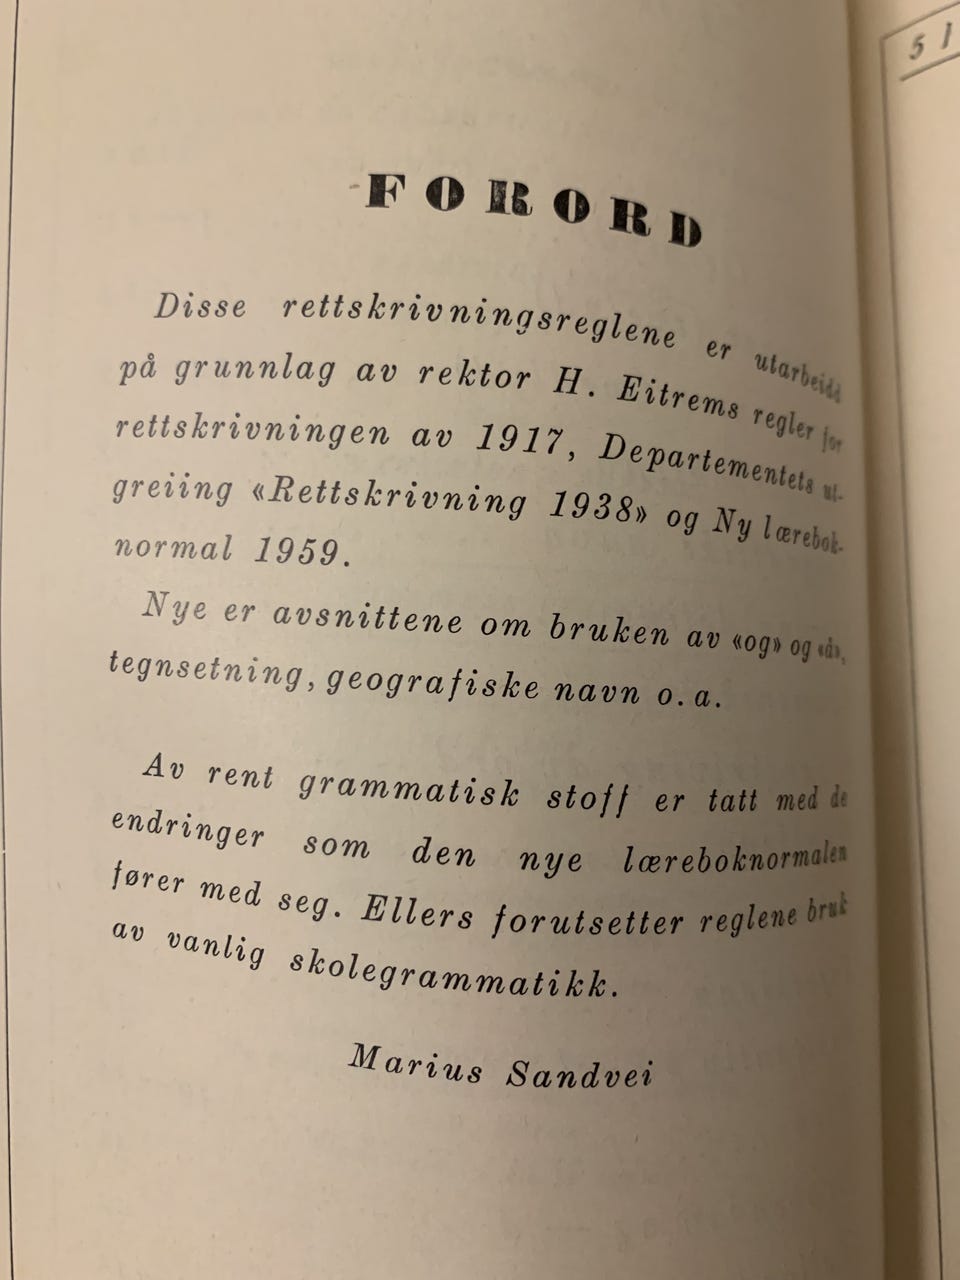 FORORD
Disse rettskrivningsreglene er utarbeidd
på grunnlag av rektor H. Eitrems regler for
rettskrivningen av 1917, Departementets ut-
greiing «Rettskrivning 1938» og Ny lærebok-
normal 1959.
Nye er avsnittene om bruken av «og» og «å»,
tegnsetning, geografiske navn o. a.
Av rent grammatisk stoff er tatt med de
endringer som den nye læreboknormalen
fører med seg. Ellers forutsetter reglene bruk
av vanlig skolegrammatikk.
Marius Sandvei